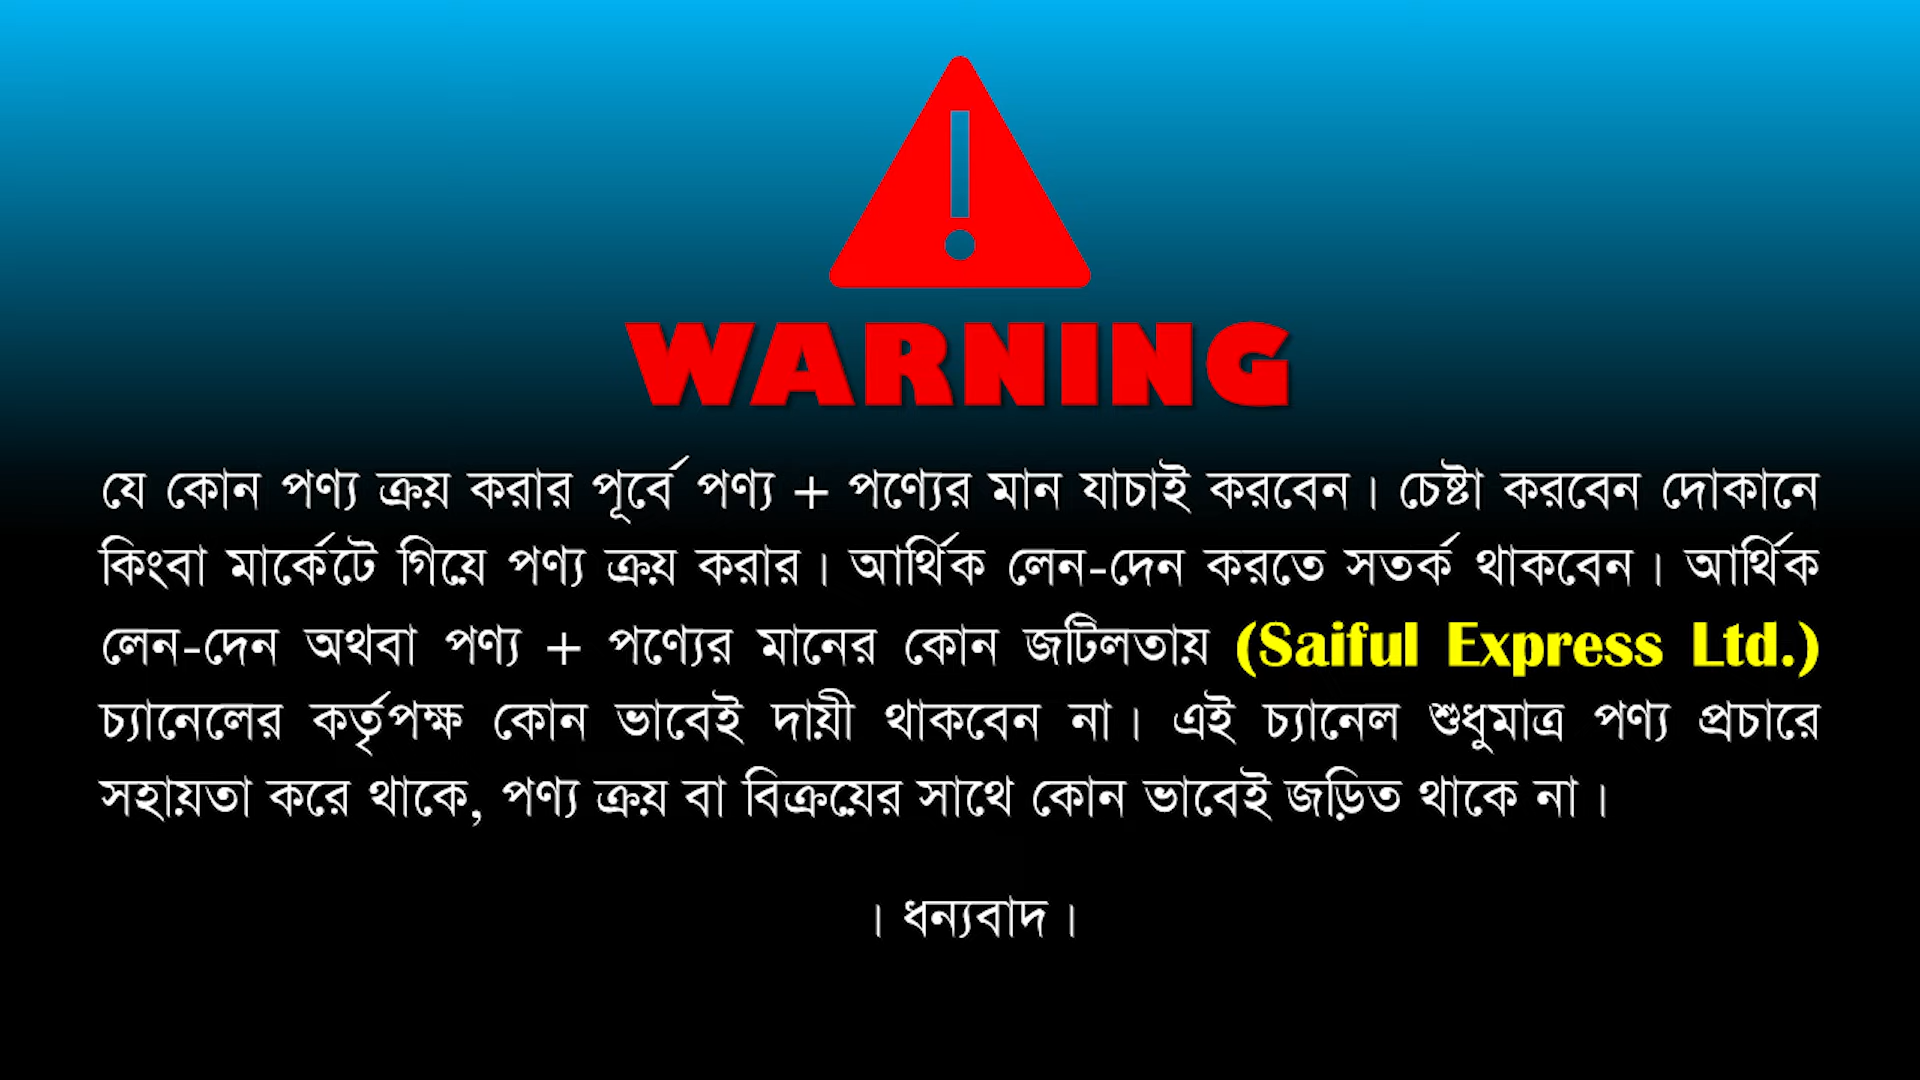 WARNING
যে কোন পণ্য ক্রয় করার পূর্বে পণ্য + পণ্যের মান যাচাই করবেন। চেষ্টা করবেন দোকানে
কিংবা মার্কেটে গিয়ে পণ্য ক্রয় করার। আর্থিক লেন-দেন করতে সতর্ক থাকবেন। আর্থিক
লেন-দেন অথবা পণ্য + পণ্যের মানের কোন জটিলতায় (Saiful Express Ltd.)
চ্যানেলের কর্তৃপক্ষ কোন ভাবেই দায়ী থাকবেন না। এই চ্যানেল শুধুমাত্র পণ্য প্রচারে
সহায়তা করে থাকে, পণ্য ক্রয় বা বিক্রয়ের সাথে কোন ভাবেই জড়িত থাকে না।
। ধন্যবাদ।